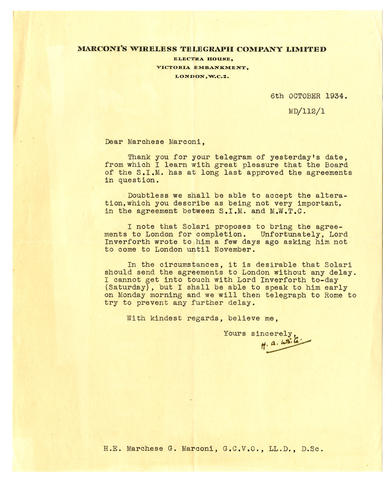 MARCONI'S WIRELESS TELEGRAPH COMPANY LIMITED
ELECTRA HOUSE,
VICTORIA EMBANKMENT,
LONDON, W.C.2.
6th OCTOBER 1934.
MD/112/1
Dear Marchese Marconi,
Thank you for your telegram of yesterday's date,
from which I learn with great pleasure that the Board
of the S.I.M. has at long last approved the agreements
in question.
Doubtless we shall be able to accept the altera-
tion, which you describe as being not very important,
in the agreement between S.I.M. and M.W.T.C.
I note that Solari proposes to bring the agree-
ments to London for completion. Unfortunately, Lord
Inverforth wrote to him a few days ago asking him not
to come to London until November.
In the circumstances, it is desirable that Solari
should send the agreements to London without any delay.
I cannot get into touch with Lord Inverforth to-day
(Saturday), but I shall be able to speak to him early
on Monday morning and we will then telegraph to Rome to
try to prevent any further delay.
With kindest regards, believe me,
Yours sincerely,
H. A. White
H.E. Marchese G. Marconi, G.C.V.O., LL.D., D.Sc.